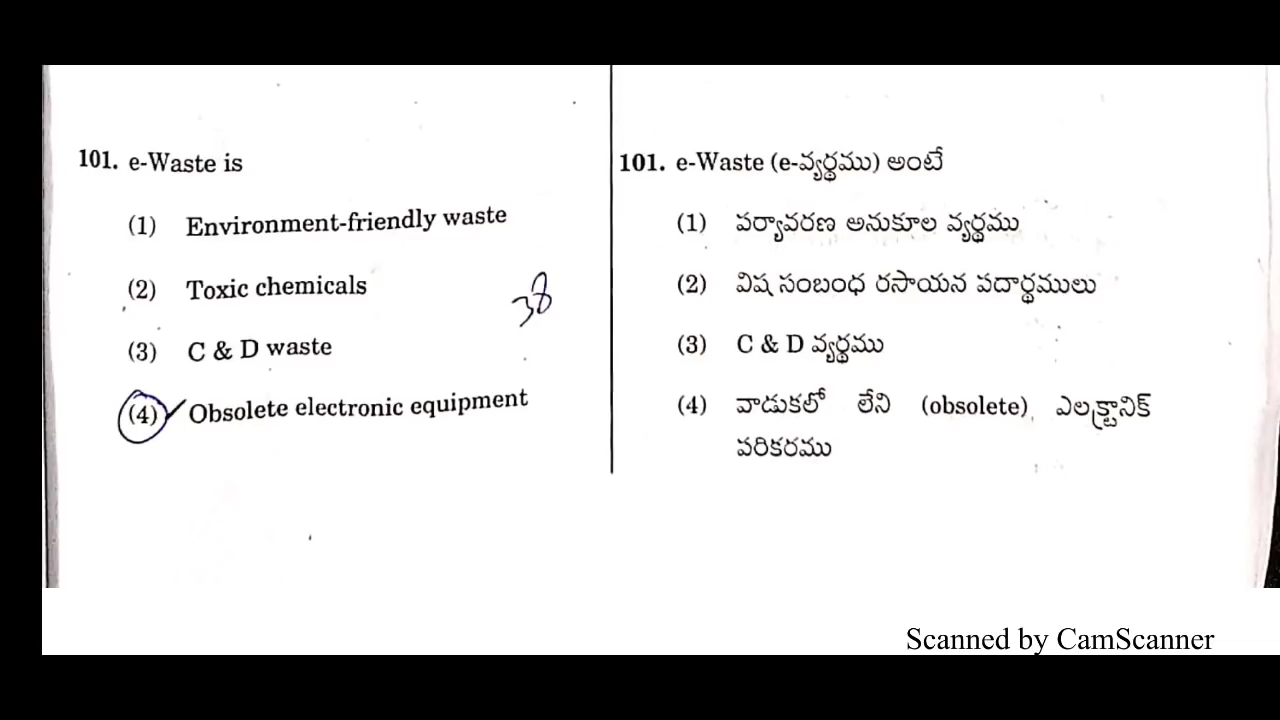 101. e-Waste is
(1) Environment-friendly waste
(2) Toxic chemicals
38
(3) C & D waste
(4) Obsolete electronic equipment
101. e-Waste (e-వ్యర్థము) అంటే
(1) పర్యావరణ అనుకూల వ్యర్థము
(2) విష సంబంధ రసాయన పదార్థములు
(3) C & D వ్యర్థము
(4) వాడుకలో లేని (obsolete) ఎలక్ట్రానిక్
పరికరము
Scanned by CamScanner